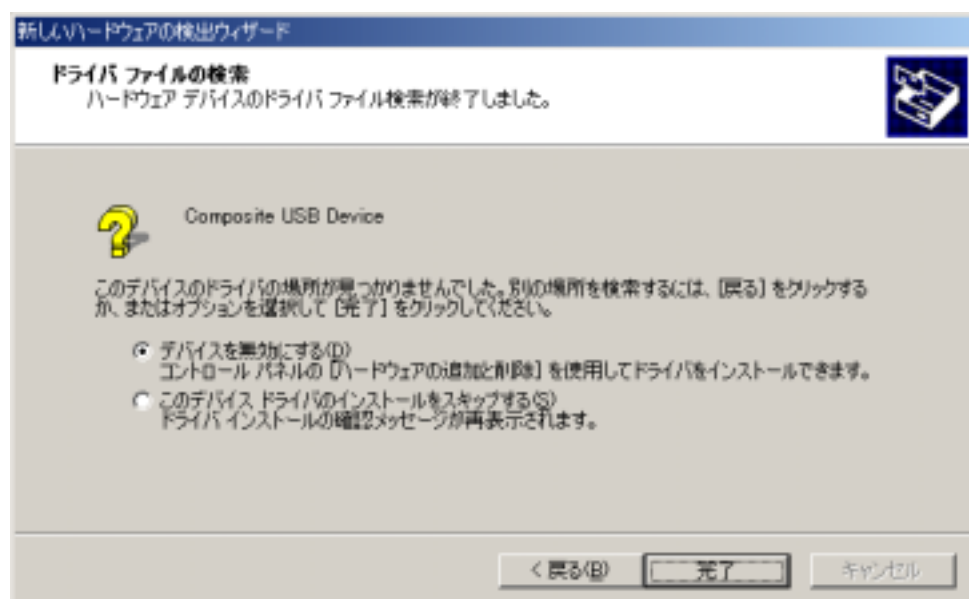 新しいハードウェアの検出ウィザード
ドライバ ファイルの検索
ハードウェア デバイスのドライバ ファイル検索が終了しました。
Composite USB Device
このデバイスのドライバの場所が見つかりませんでした。別の場所を検索するには、[戻る] をクリックする
か、またはオプションを選択して [完了] をクリックしてください。
デバイスを無効にする(D)
コントロール パネルの [ハードウェアの追加と削除] を使用してドライバをインストールできます。
このデバイス ドライバのインストールをスキップする(S)
ドライバ インストールの確認メッセージが再表示されます。
< 戻る(B)
完了
キャンセル